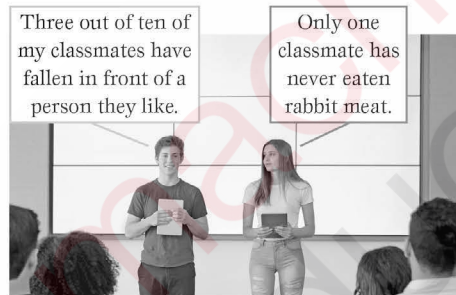 Three out of ten of
my classmates have
fallen in front of a
person they like.
Only one
classmate has
never eaten
rabbit meat.